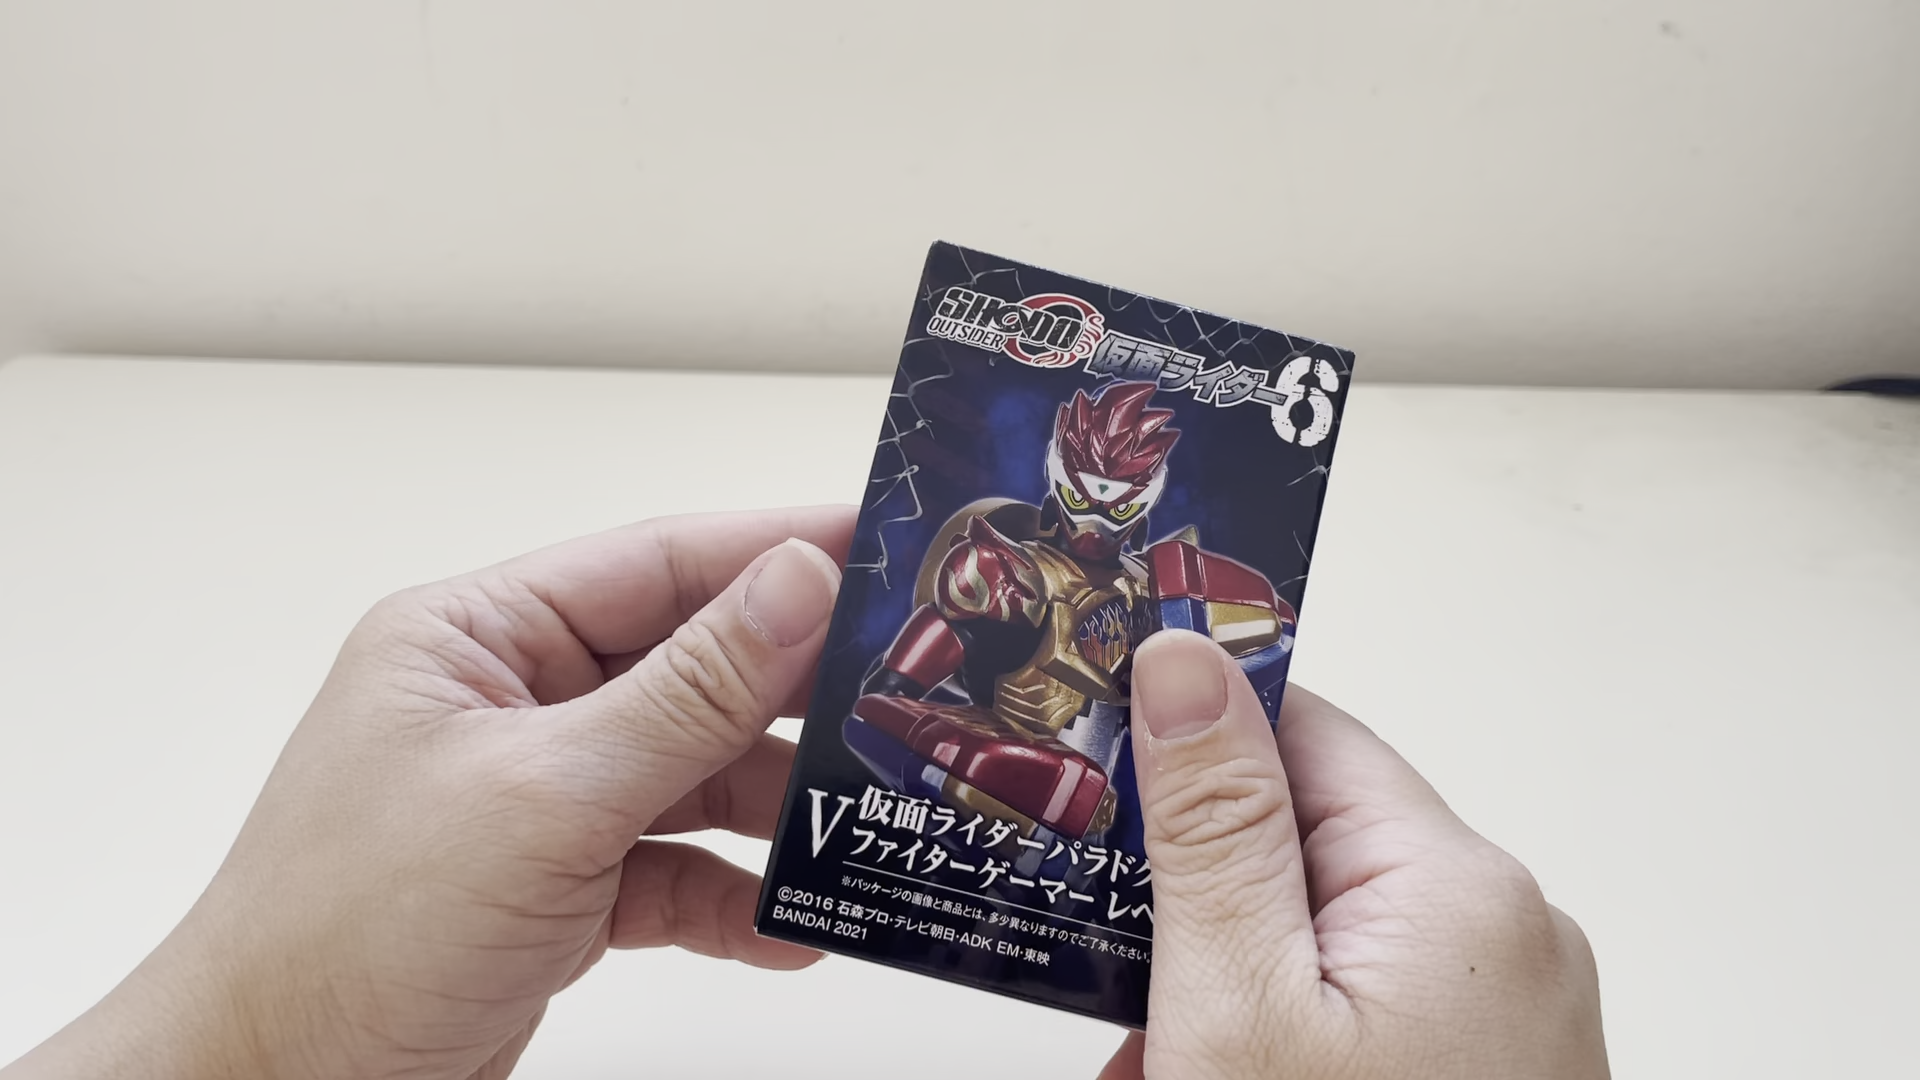 SHODO
OUTSIDER
仮面ライダー6
V 仮面ライダーパラドク
ファイターゲーマー レベ
※パッケージの画像と商品とは、多少異なりますのでご了承ください。
©2016 石森プロ・テレビ朝日・ADK EM・東映
BANDAI 2021